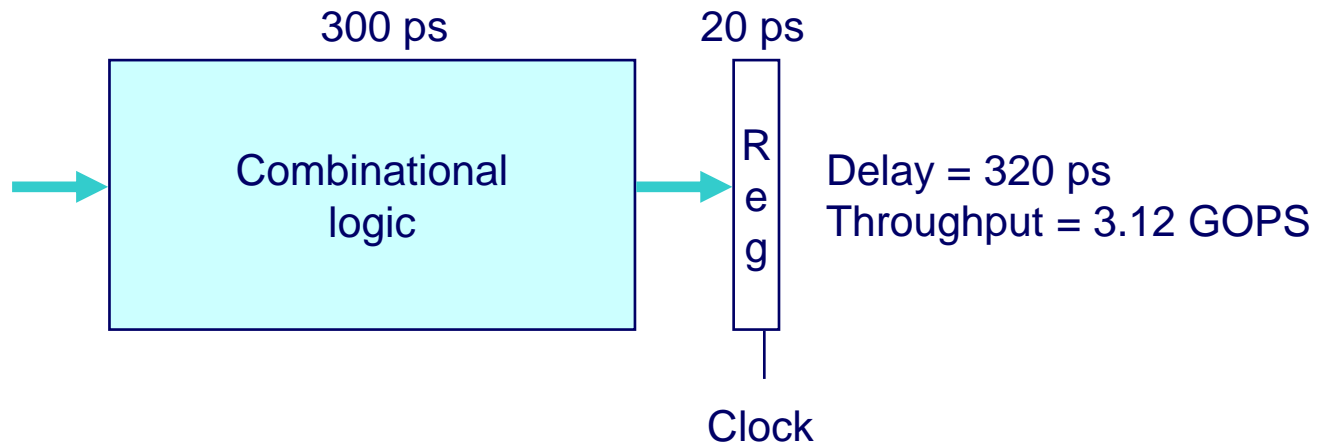 300 ps
20 ps
Combinational
logic
R
e
g
Delay = 320 ps
Throughput = 3.12 GOPS
Clock